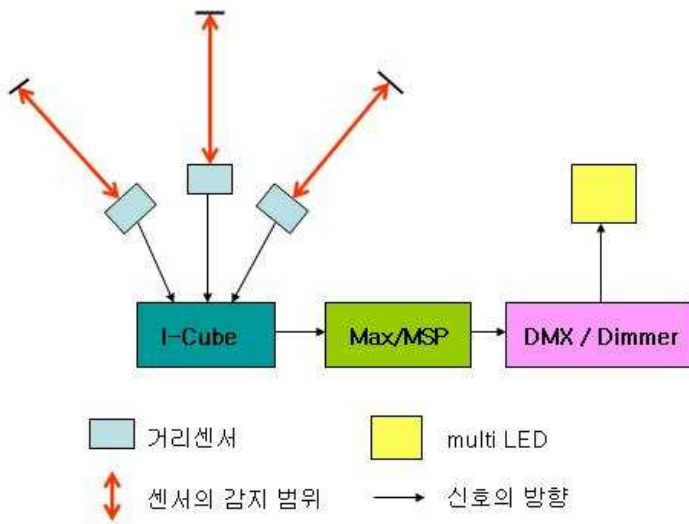 I-Cube
Max/MSP
DMX / Dimmer
거리센서
multi LED
센서의 감지 범위
신호의 방향